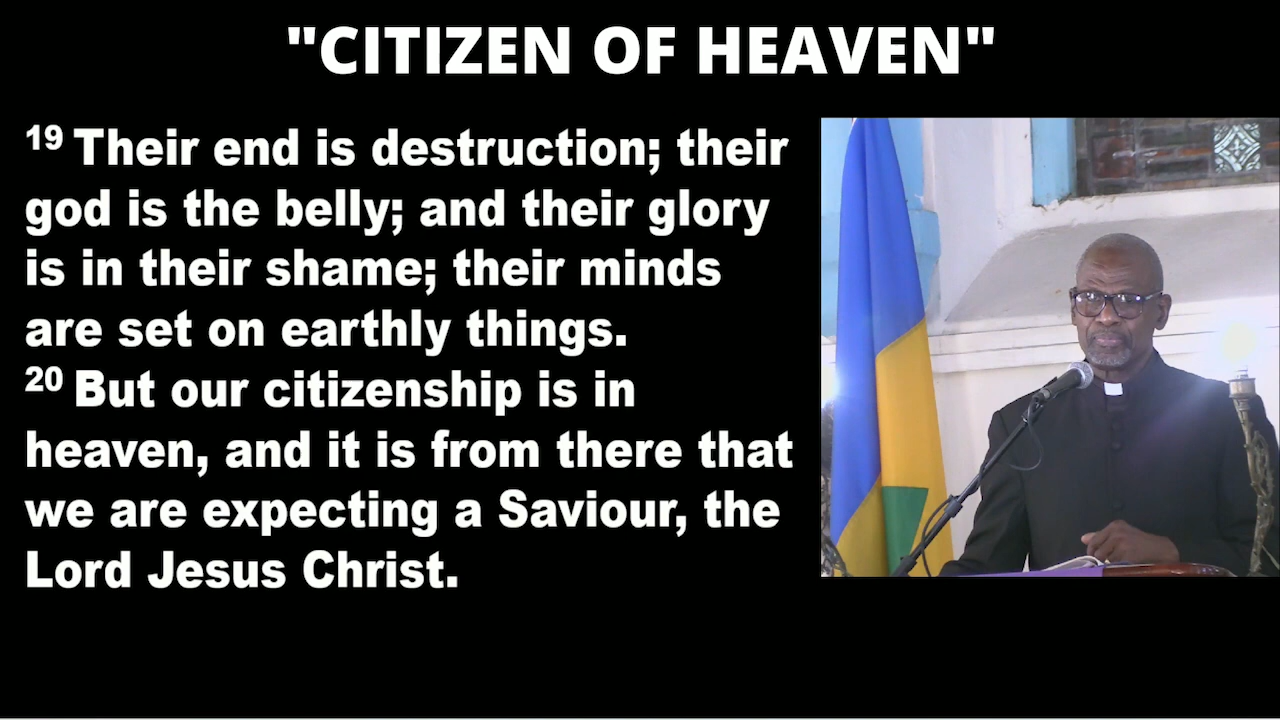 "CITIZEN OF HEAVEN"
19 Their end is destruction; their
god is the belly; and their glory
is in their shame; their minds
are set on earthly things.
20 But our citizenship is in
heaven, and it is from there that
we are expecting a Saviour, the
Lord Jesus Christ.